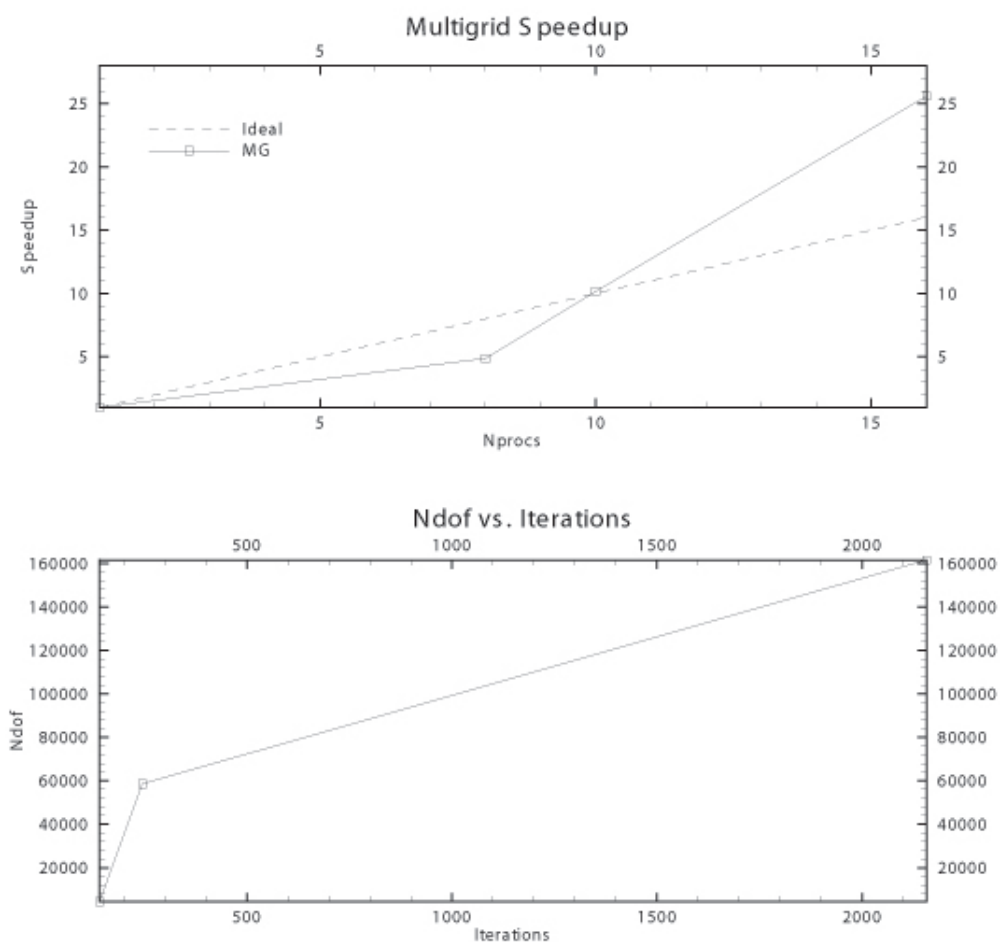 Multigrid Speedup
5 10 15
25 25
Ideal
MG
20 20
15 15
Speedup
10 10
5 5
5 10 15
Nprocs
Ndof vs. Iterations
500 1000 1500 2000
160000 160000
140000 140000
120000 120000
100000 100000
Ndof
80000 80000
60000 60000
40000 40000
20000 20000
500 1000 1500 2000
Iterations